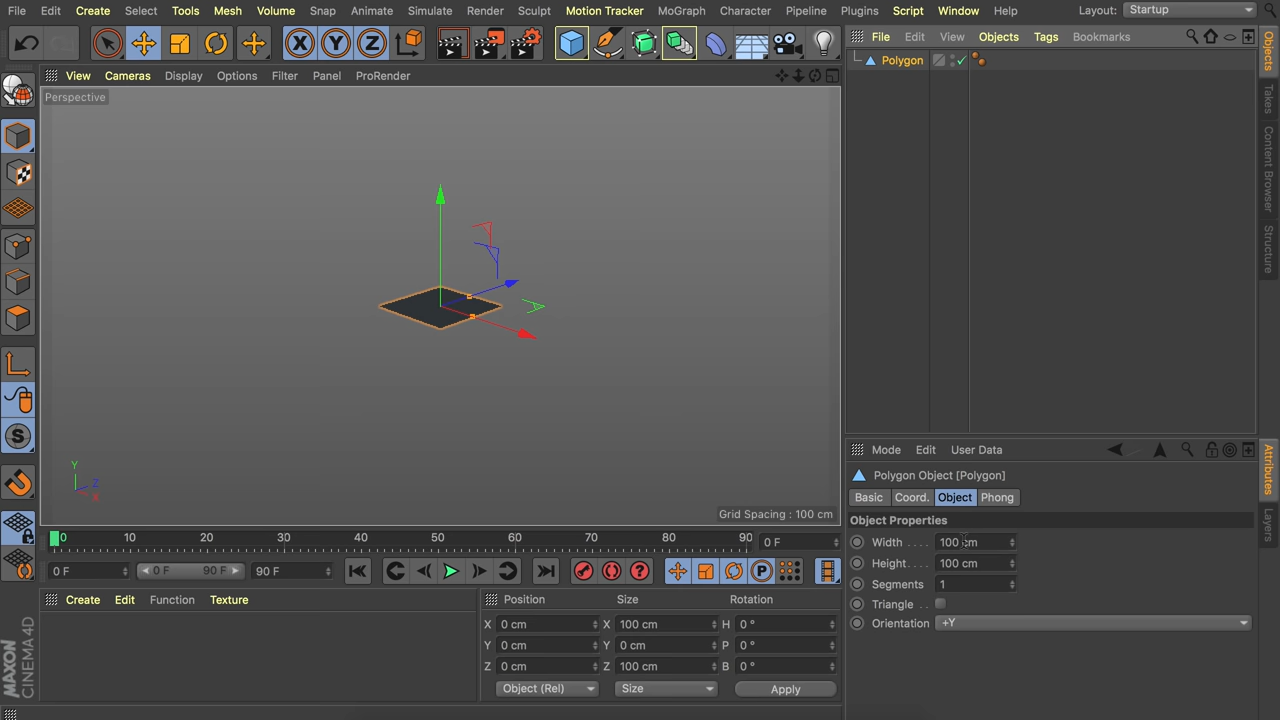 File Edit Create Select Tools Mesh Volume Snap Animate Simulate Render Sculpt Motion Tracker MoGraph Character Pipeline Plugins Script Window Help Layout: Startup
File Edit View Objects Tags Bookmarks
View Cameras Display Options Filter Panel ProRender
Perspective
Polygon
Objects
Takes
Content Browser
Structure
X Y Z
Y
Z
X
Grid Spacing : 100 cm
0 10 20 30 40 50 60 70 80 90 0 F
0 F 0 F 90 F 90 F
Create Edit Function Texture
Position Size Rotation
X 0 cm X 100 cm H 0 °
Y 0 cm Y 0 cm P 0 °
Z 0 cm Z 100 cm B 0 °
Object (Rel) Size Apply
MAXON
CINEMA4D
Mode Edit User Data
Polygon Object [Polygon]
Basic Coord. Object Phong
Object Properties
Width . . . . 100 cm
Height . . . . 100 cm
Segments 1
Triangle . .
Orientation +Y
Attributes
Layers